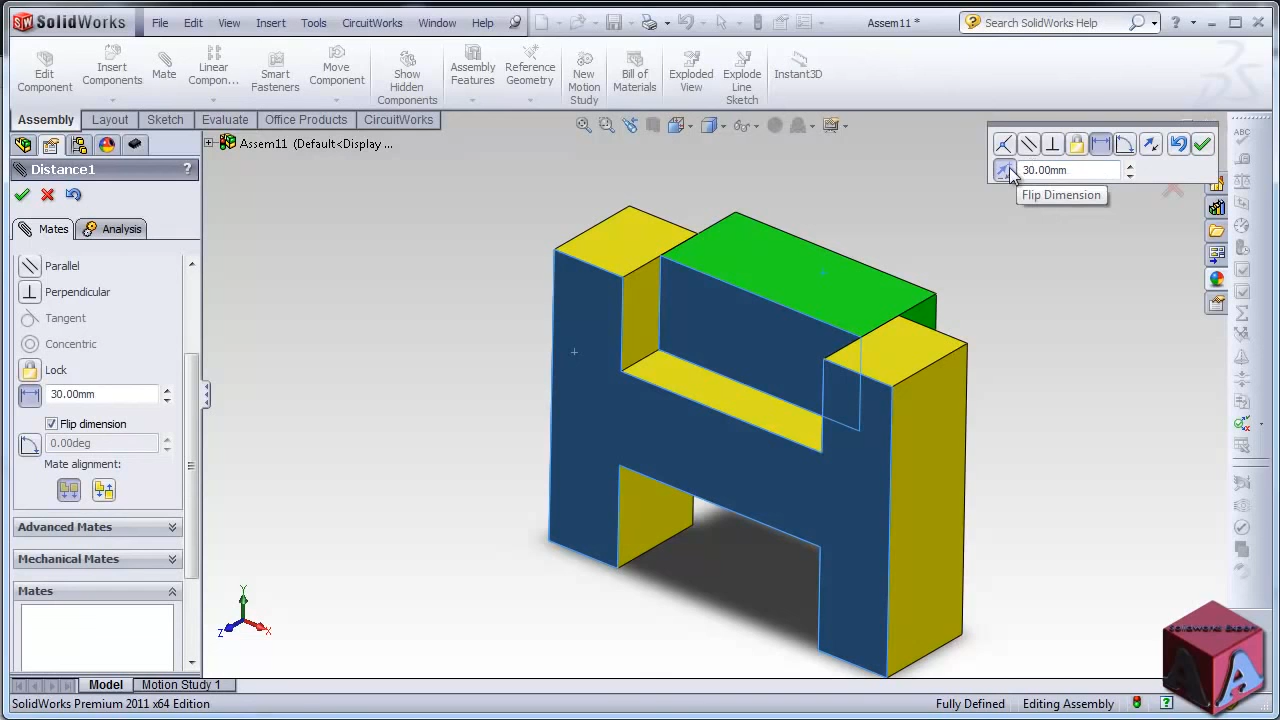 SW SolidWorks File Edit View Insert Tools CircuitWorks Window Help Assem11 * SolidWorks Help
Edit Component
Insert Components
Mate
Linear Compon...
Smart Fasteners
Move Component
Show Hidden Components
Assembly Features
Reference Geometry
New Motion Study
Bill of Materials
Exploded View
Explode Line Sketch
Instant3D
Assembly Layout Sketch Evaluate Office Products CircuitWorks
Assem11 (Default<Display ...
Distance1 ?
30.00mm
Flip Dimension
Mates Analysis
Parallel
Perpendicular
Tangent
Concentric
Lock
30.00mm
Flip dimension
0.00deg
Mate alignment:
Advanced Mates
Mechanical Mates
Mates
Y
Z X
SolidWorks Expert
A A
Model Motion Study 1
SolidWorks Premium 2011 x64 Edition Fully Defined Editing Assembly